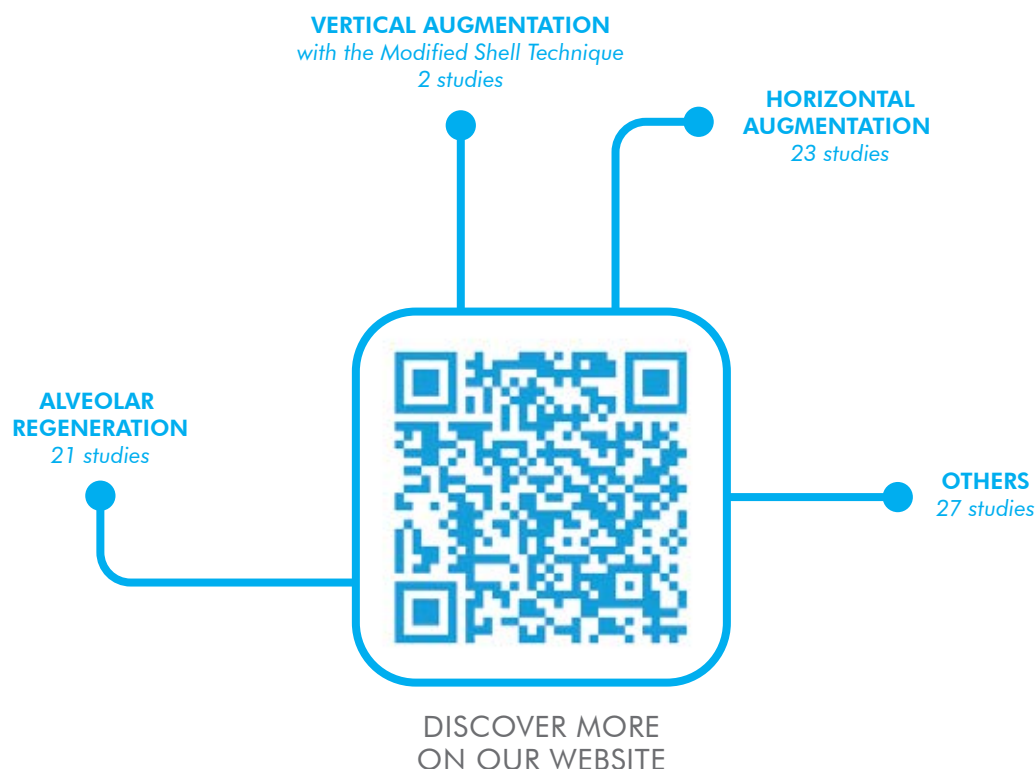 VERTICAL AUGMENTATION
with the Modified Shell Technique
2 studies
HORIZONTAL
AUGMENTATION
23 studies
ALVEOLAR
REGENERATION
21 studies
OTHERS
27 studies
DISCOVER MORE
ON OUR WEBSITE